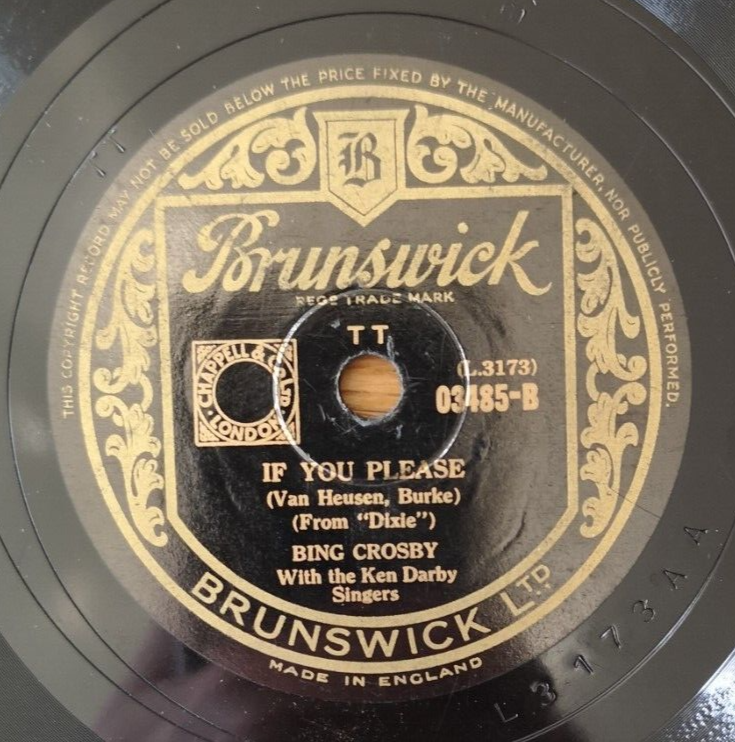 THIS COPYRIGHT RECORD MAY NOT BE SOLD BELOW THE PRICE FIXED BY THE MANUFACTURER, NOR PUBLICLY PERFORMED.
TT
B
Brunswick
REGD TRADE MARK
TT
CHAPPELL & CO LTD
· LONDON ·
(L.3173)
03485-B
IF YOU PLEASE
(Van Heusen, Burke)
(From "Dixie")
BING CROSBY
With the Ken Darby
Singers
BRUNSWICK LTD.
MADE IN ENGLAND
L 3173 A A